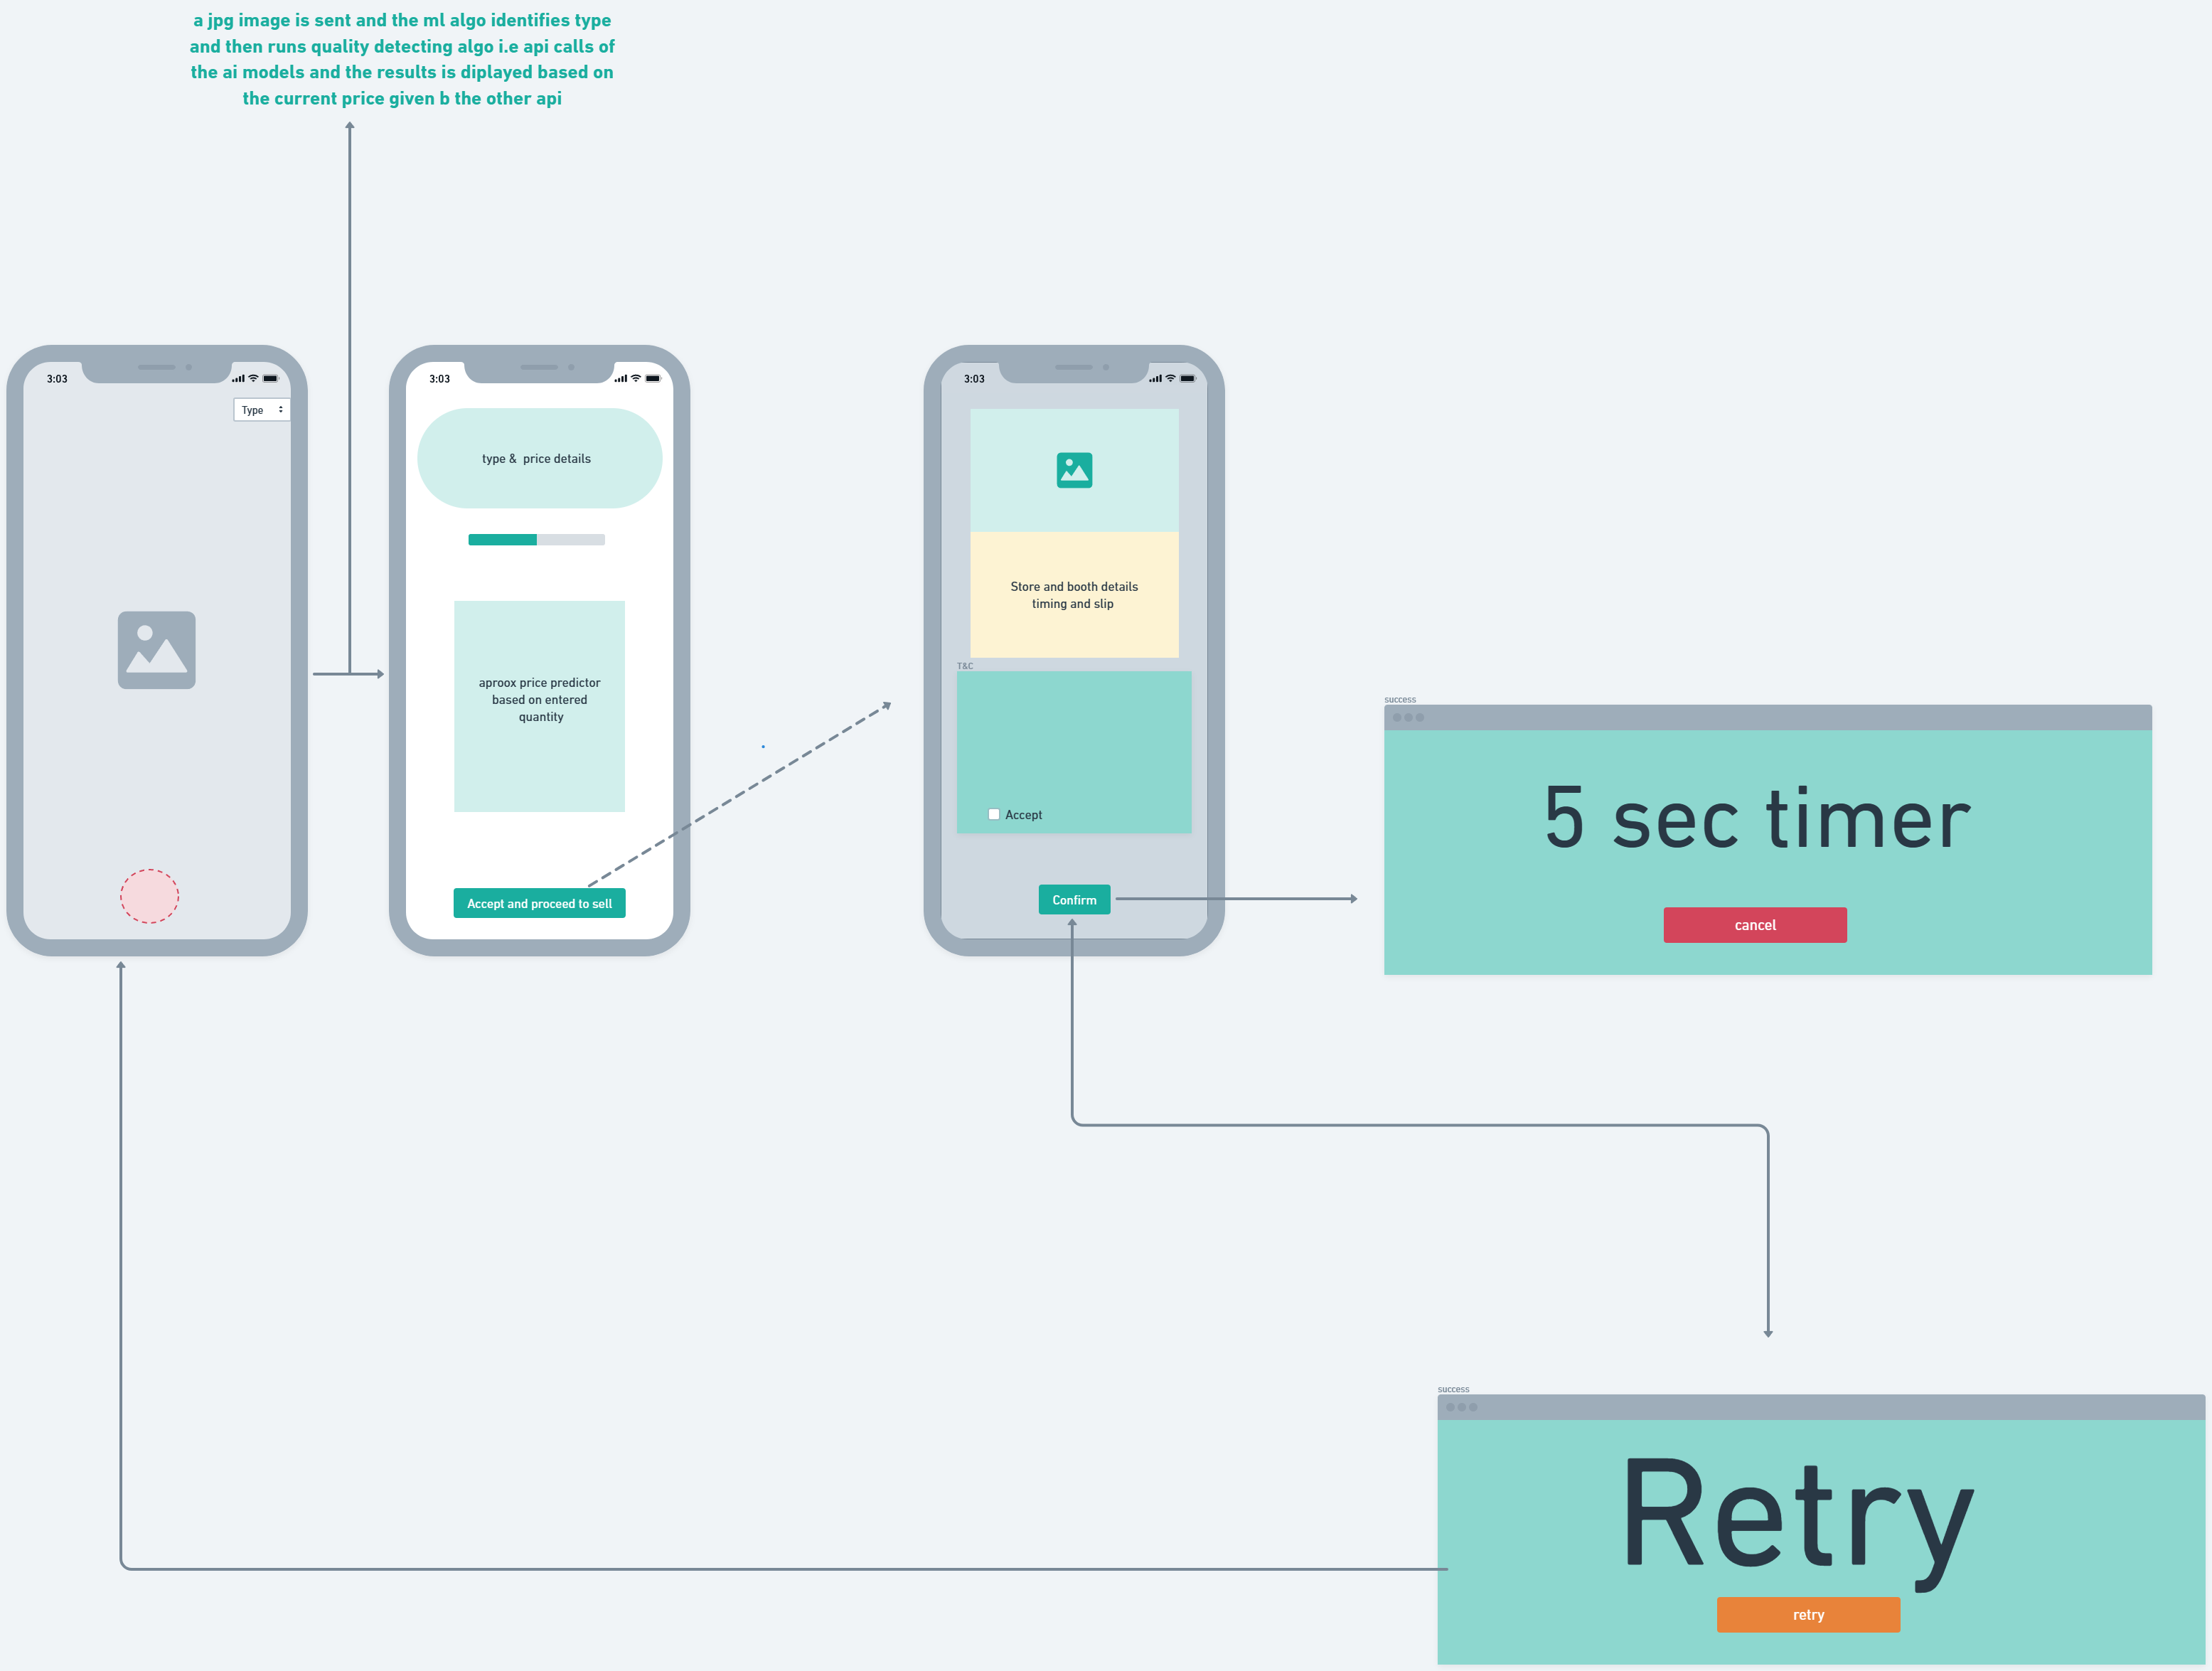 a jpg image is sent and the ml algo identifies type
and then runs quality detecting algo i.e api calls of
the ai models and the results is diplayed based on
the current price given b the other api
3:03
Type
3:03
type &  price details
aproox price predictor
based on entered
quantity
Accept and proceed to sell
3:03
Store and booth details
timing and slip
T&C
Accept
Confirm
success
5 sec timer
cancel
success
Retry
retry